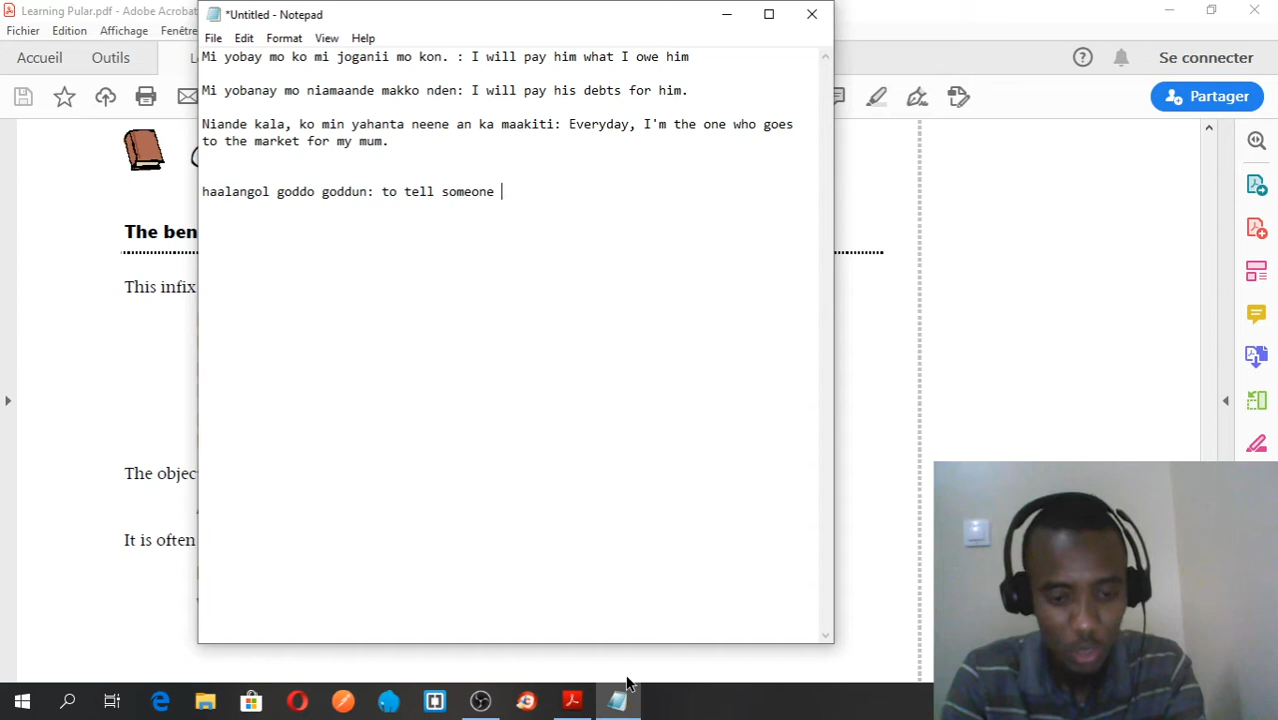 Learning Pular.pdf - Adobe Acrobat
Fichier Edition Affichage Fenêtre
Accueil Outils
Se connecter
Partager
*Untitled - Notepad
File Edit Format View Help
Mi yobay mo ko mi joganii mo kon. : I will pay him what I owe him
Mi yobanay mo niamaande makko nden: I will pay his debts for him.
Niande kala, ko min yahanta neene an ka maakiti: Everyday, I'm the one who goes
to the market for my mum.
haalangol goddo goddun: to tell someone
The ben
This infix
The objec
It is often